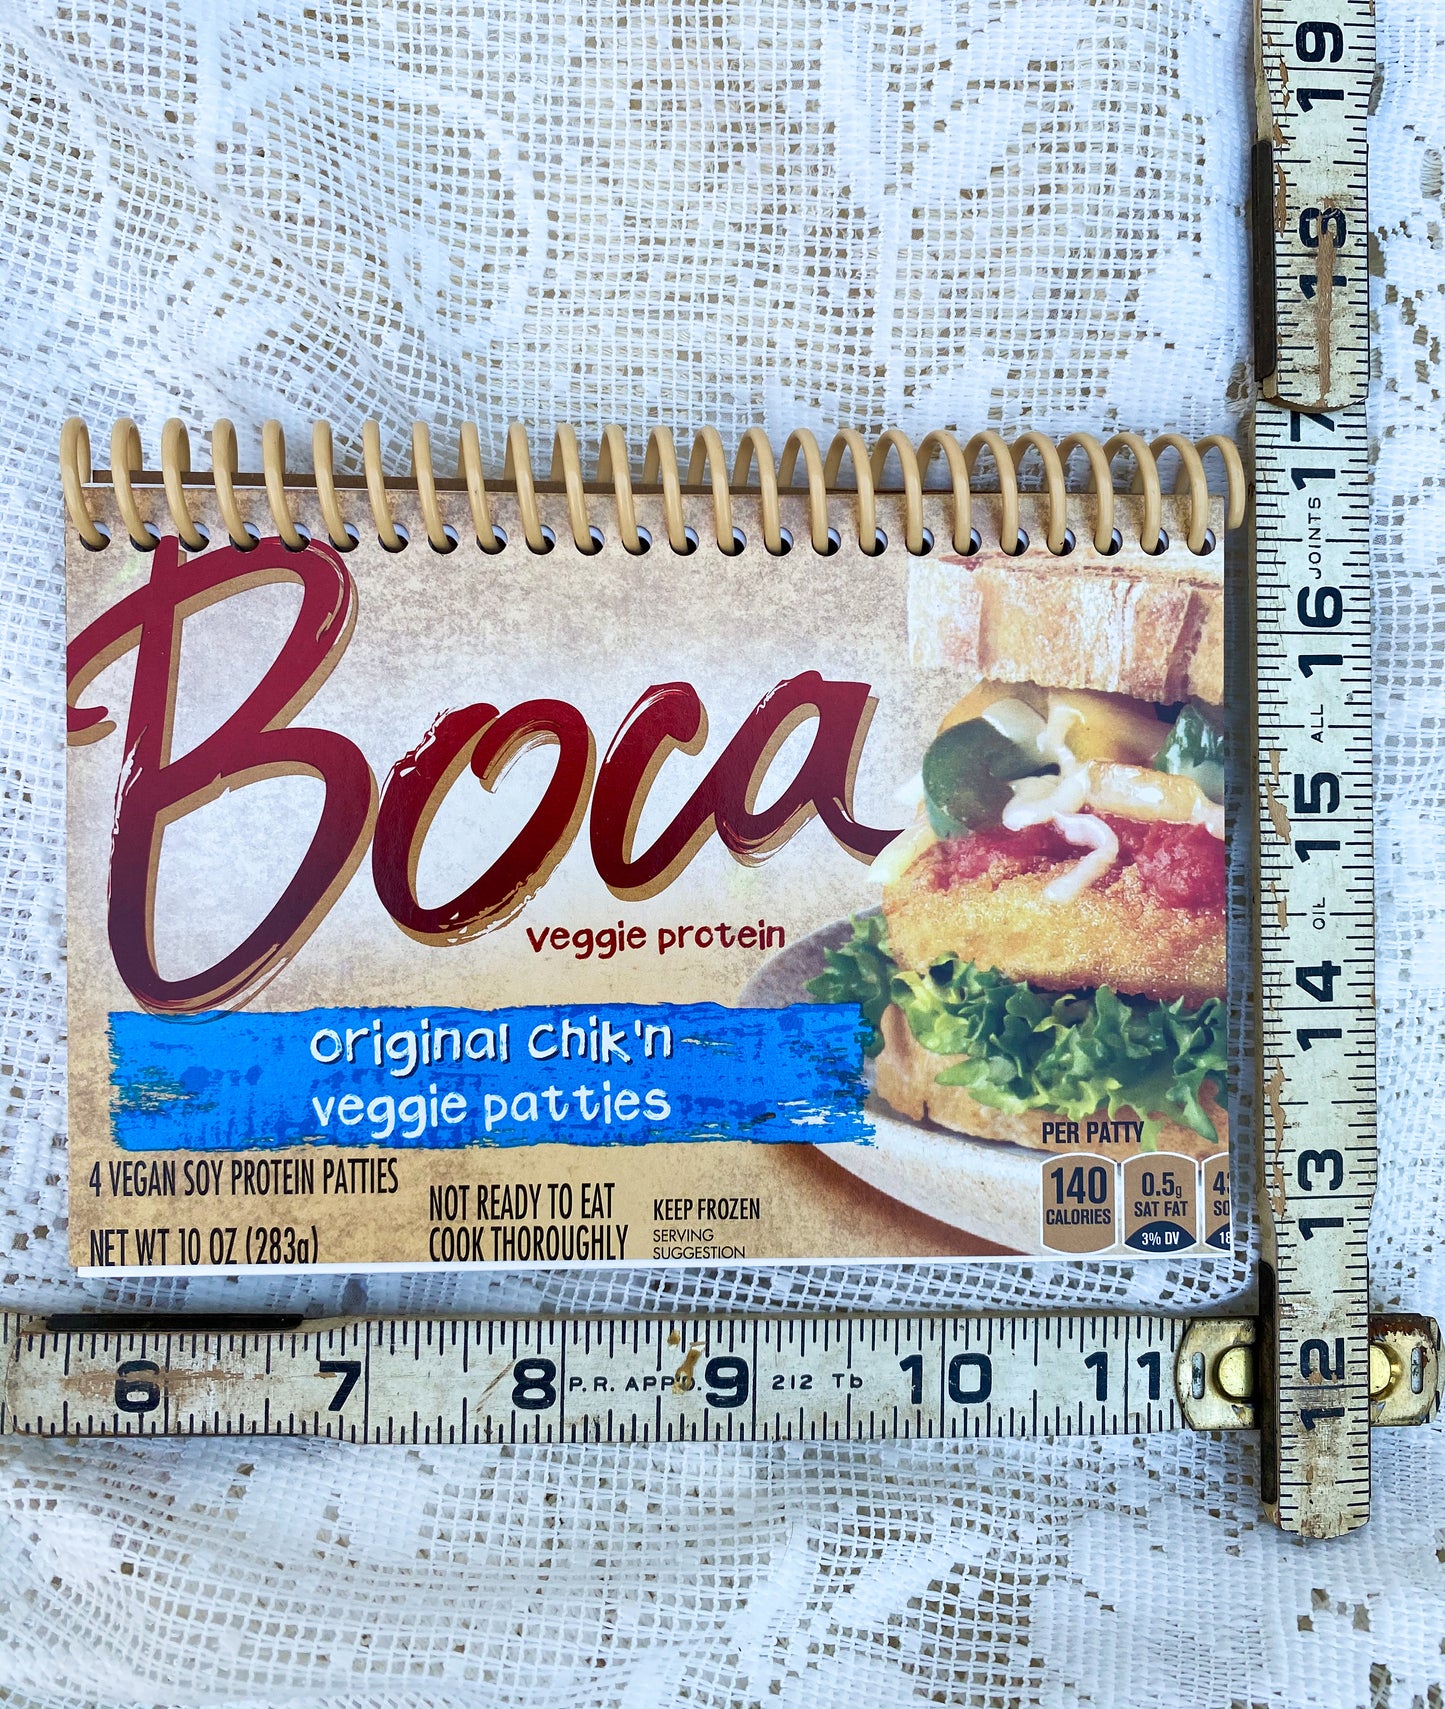 Boca
veggie protein
original chik'n
veggie patties
4 VEGAN SOY PROTEIN PATTIES
NET WT 10 OZ (283g)
NOT READY TO EAT
COOK THOROUGHLY
KEEP FROZEN
SERVING
SUGGESTION
PER PATTY
140
CALORIES
0.5g
SAT FAT
3% DV
4
SO
18
6 7 8 P.R. APPD. 9 212 Tb 10 11
12 13 14 OIL 15 ALL 16 JOINTS 17
18 19